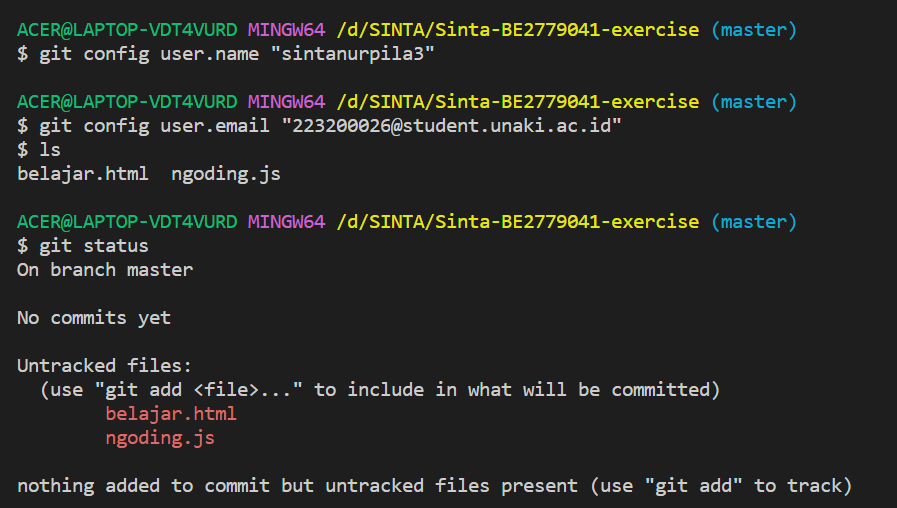 ACER@LAPTOP-VDT4VURD MINGW64 /d/SINTA/Sinta-BE2779041-exercise (master)
$ git config user.name "sintanurpila3"
ACER@LAPTOP-VDT4VURD MINGW64 /d/SINTA/Sinta-BE2779041-exercise (master)
$ git config user.email "223200026@student.unaki.ac.id"
$ ls
belajar.html  ngoding.js
ACER@LAPTOP-VDT4VURD MINGW64 /d/SINTA/Sinta-BE2779041-exercise (master)
$ git status
On branch master
No commits yet
Untracked files:
  (use "git add <file>..." to include in what will be committed)
        belajar.html
        ngoding.js
nothing added to commit but untracked files present (use "git add" to track)